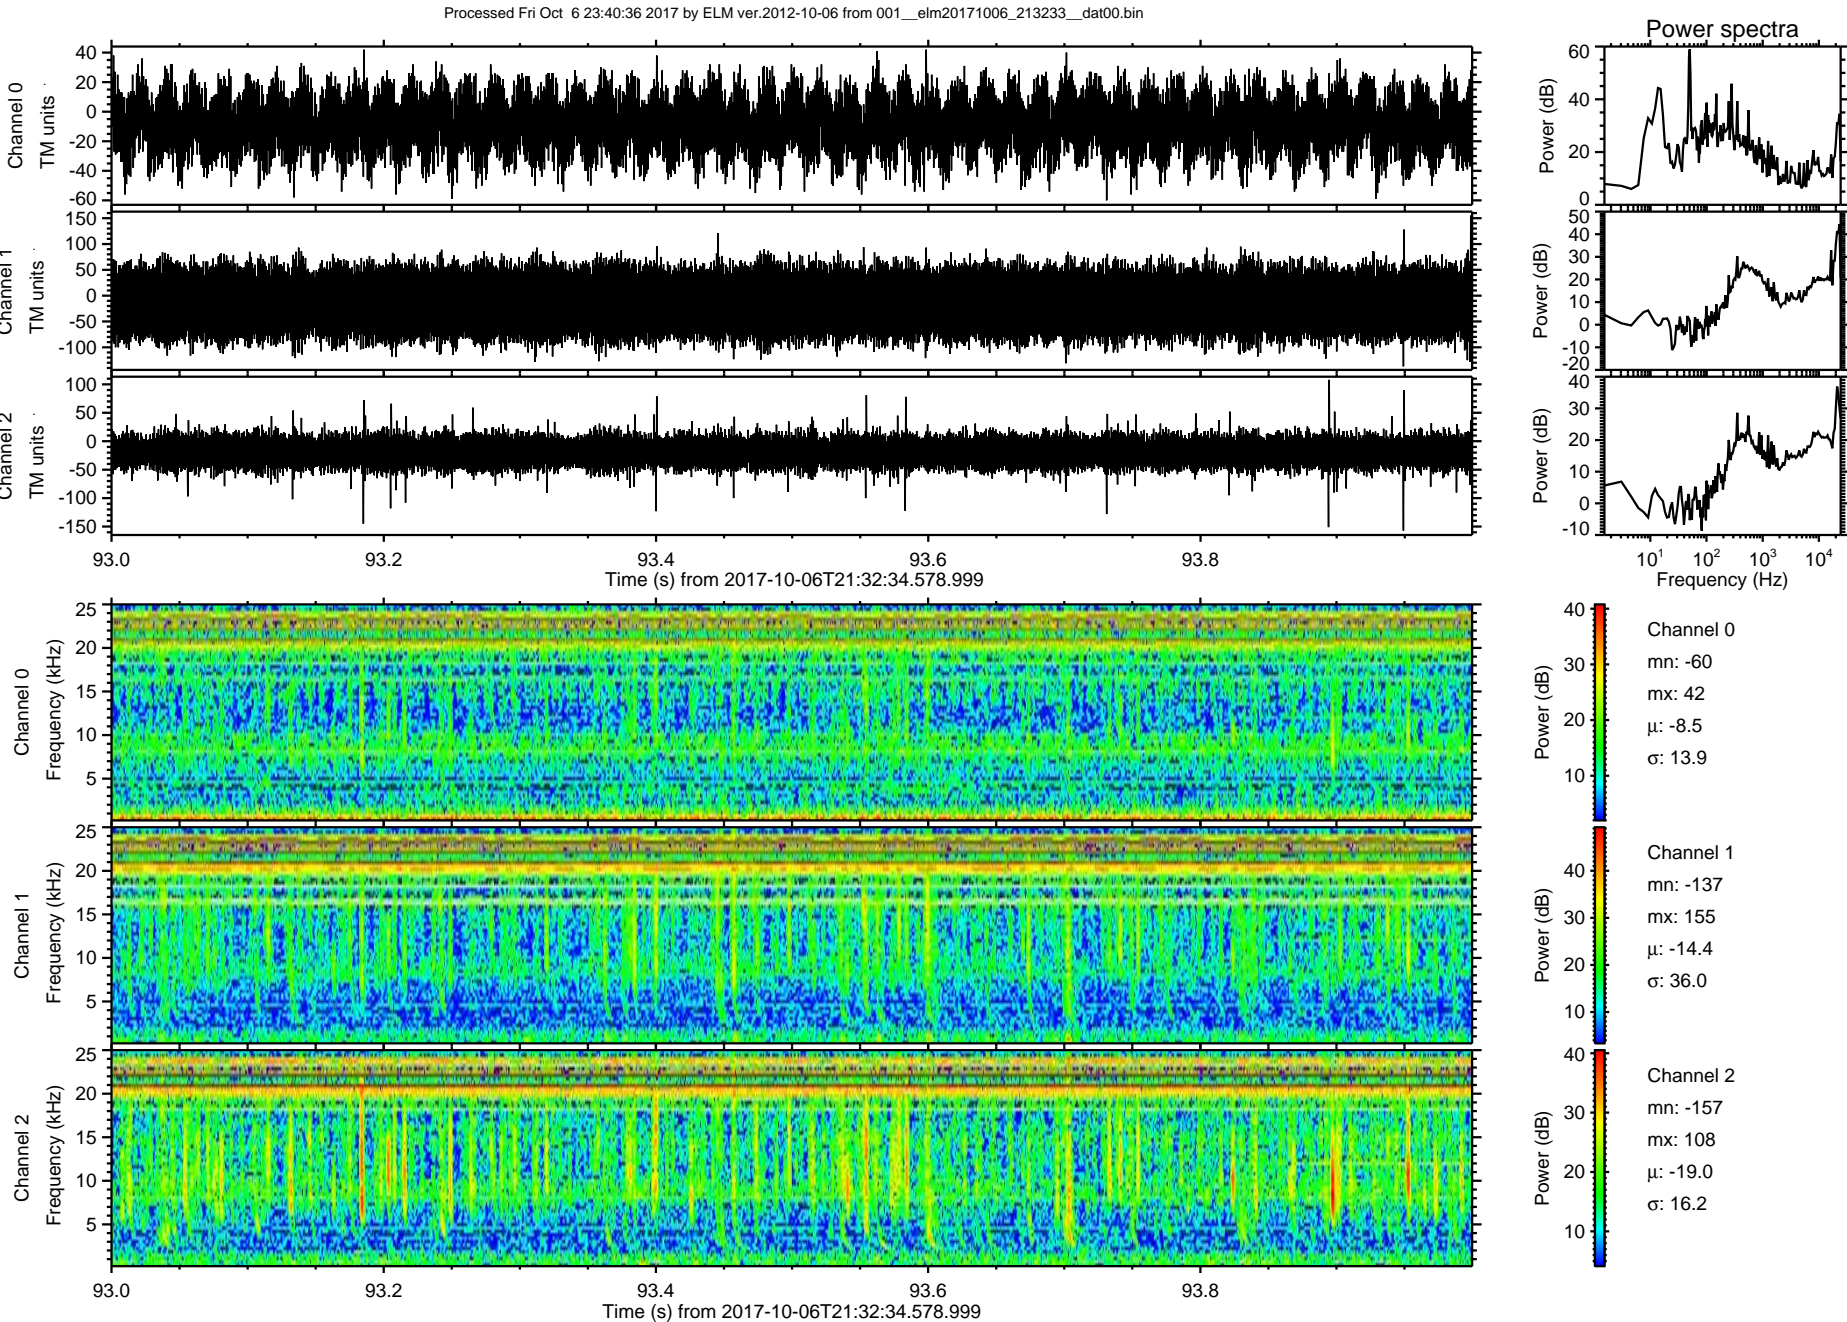 Processed Fri Oct  6 23:40:36 2017 by ELM ver.2012-10-06 from 001__elm20171006_213233__dat00.bin
Power spectra
Channel 0
TM units
40
20
0
-20
-40
-60
Power (dB)
60
40
20
0
Channel 1
TM units
150
100
50
0
-50
-100
Power (dB)
50
40
30
20
10
0
-10
-20
Channel 2
TM units
100
50
0
-50
-100
-150
Power (dB)
40
30
20
10
0
-10
93.0 93.2 93.4 93.6 93.8
Time (s) from 2017-10-06T21:32:34.578.999
10¹ 10² 10³ 10⁴
Frequency (Hz)
Channel 0
Frequency (kHz)
25
20
15
10
5
Power (dB)
40
30
20
10
Channel 0
mn: -60
mx: 42
μ: -8.5
σ: 13.9
Channel 1
Frequency (kHz)
25
20
15
10
5
Power (dB)
40
30
20
10
Channel 1
mn: -137
mx: 155
μ: -14.4
σ: 36.0
Channel 2
Frequency (kHz)
25
20
15
10
5
Power (dB)
40
30
20
10
Channel 2
mn: -157
mx: 108
μ: -19.0
σ: 16.2
93.0 93.2 93.4 93.6 93.8
Time (s) from 2017-10-06T21:32:34.578.999